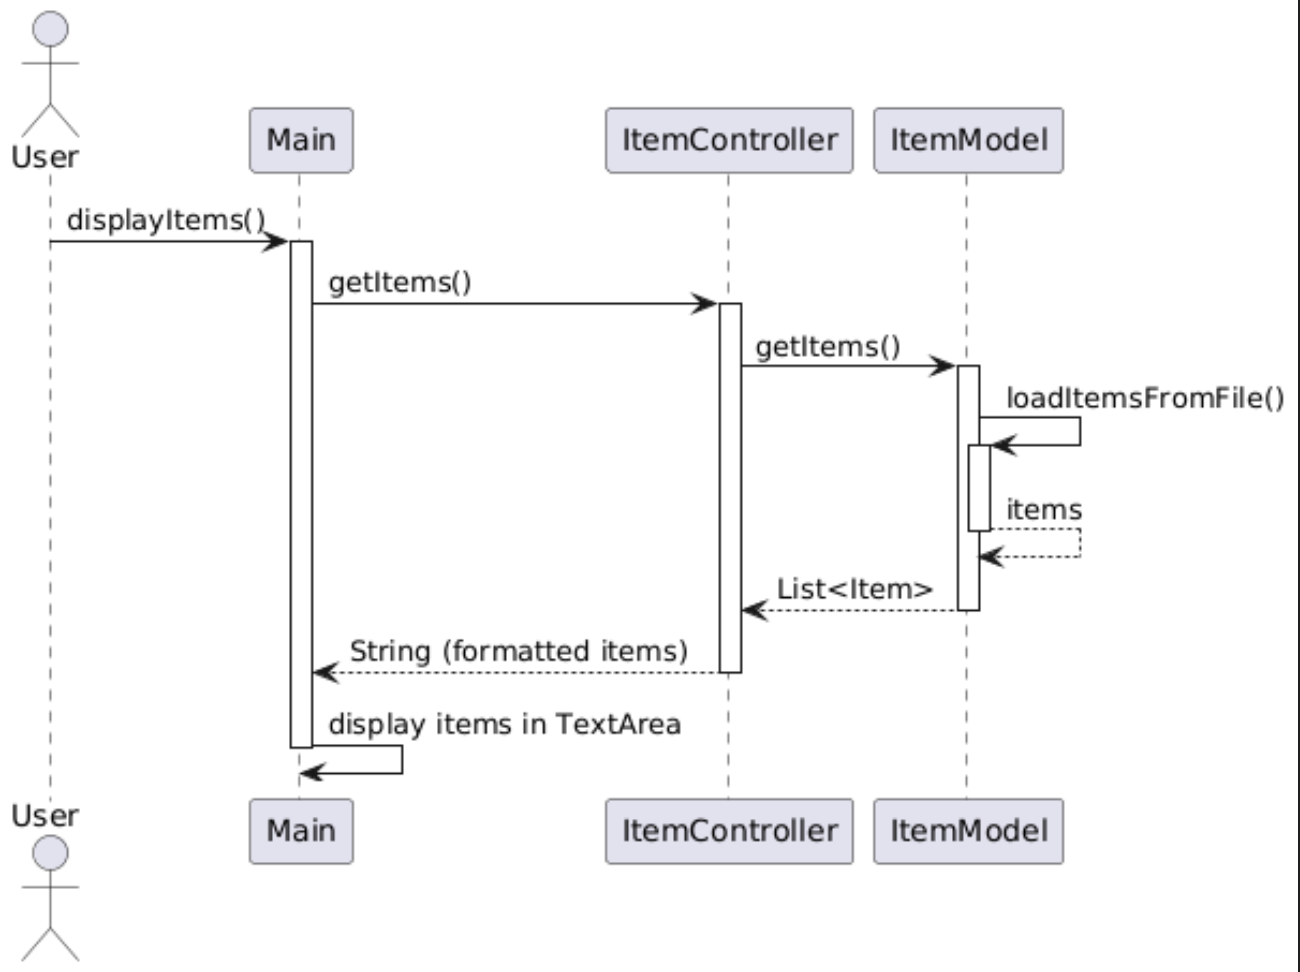 User
Main
ItemController
ItemModel
displayItems()
getItems()
getItems()
loadItemsFromFile()
items
List<Item>
String (formatted items)
display items in TextArea
User
Main
ItemController
ItemModel